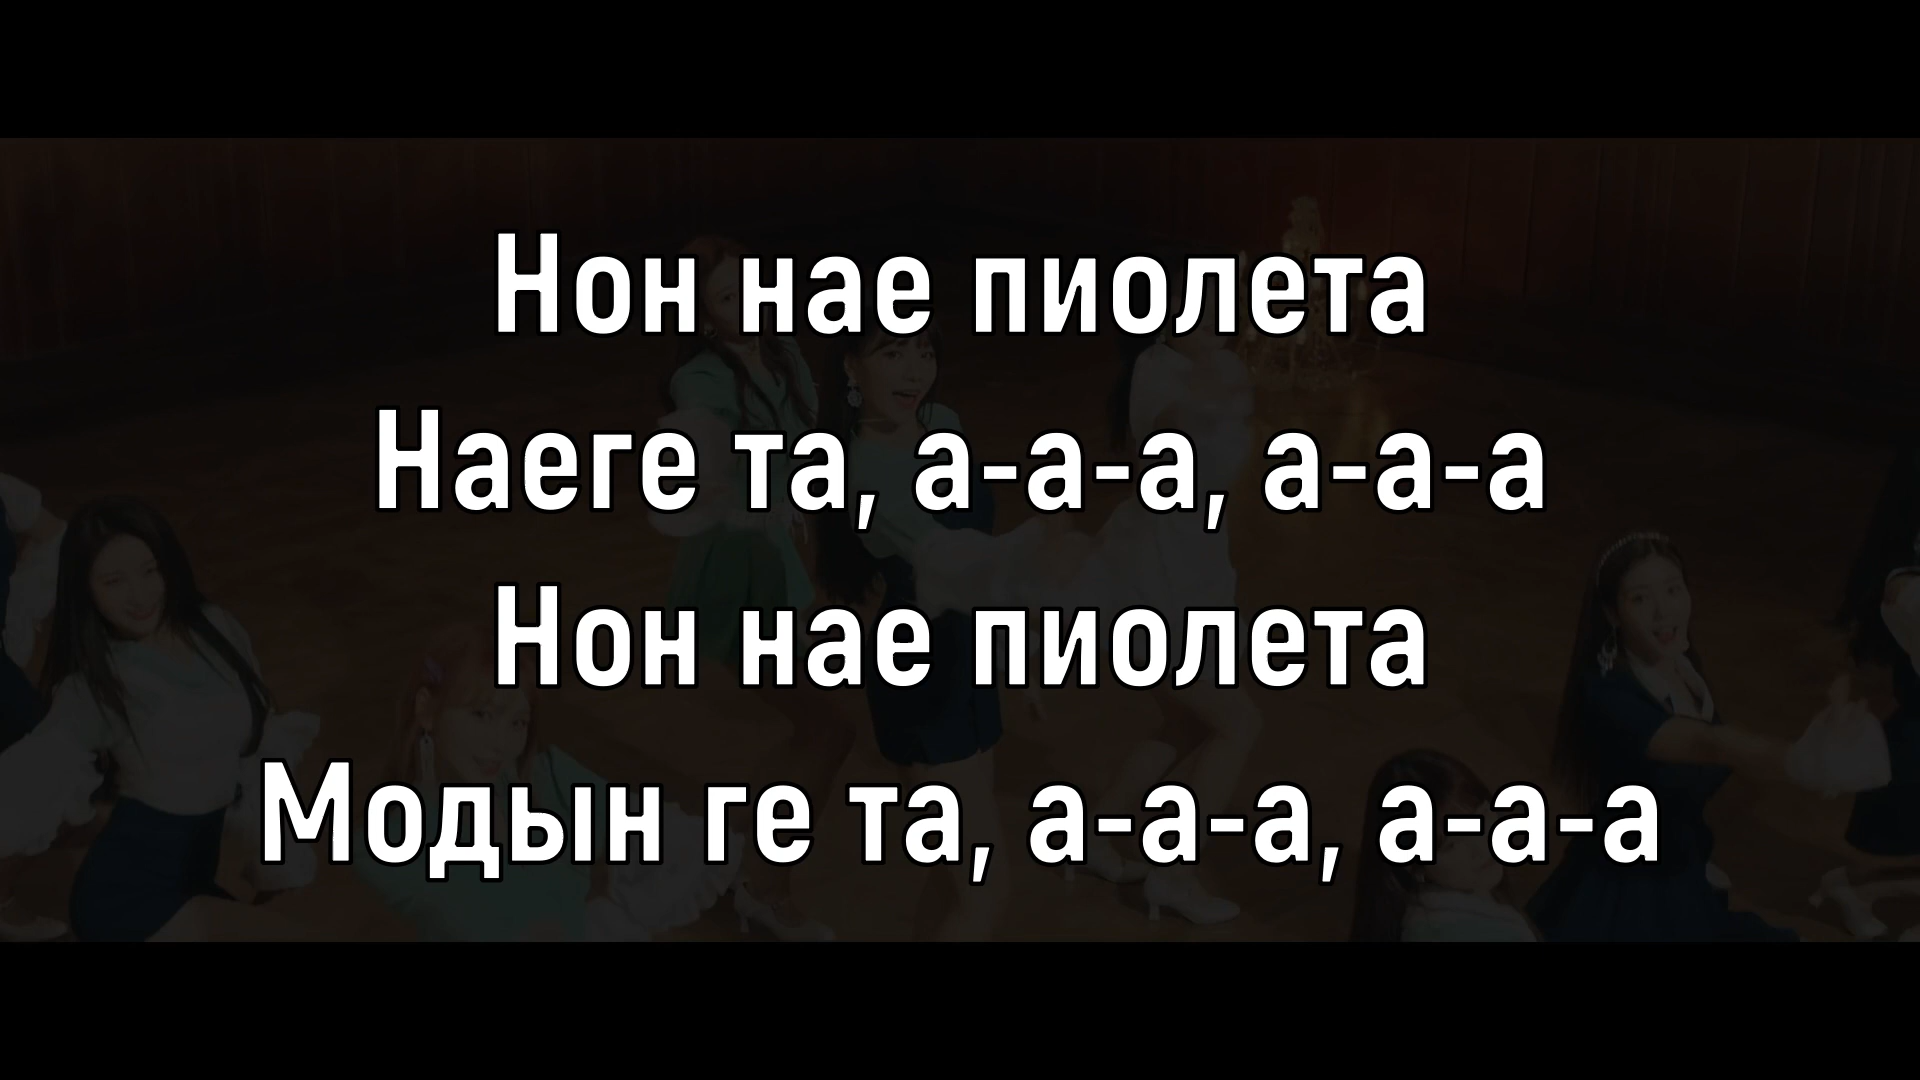 Нон нае пиолета
Наеге та, а-а-а, а-а-а
Нон нае пиолета
Модын ге та, а-а-а, а-а-а